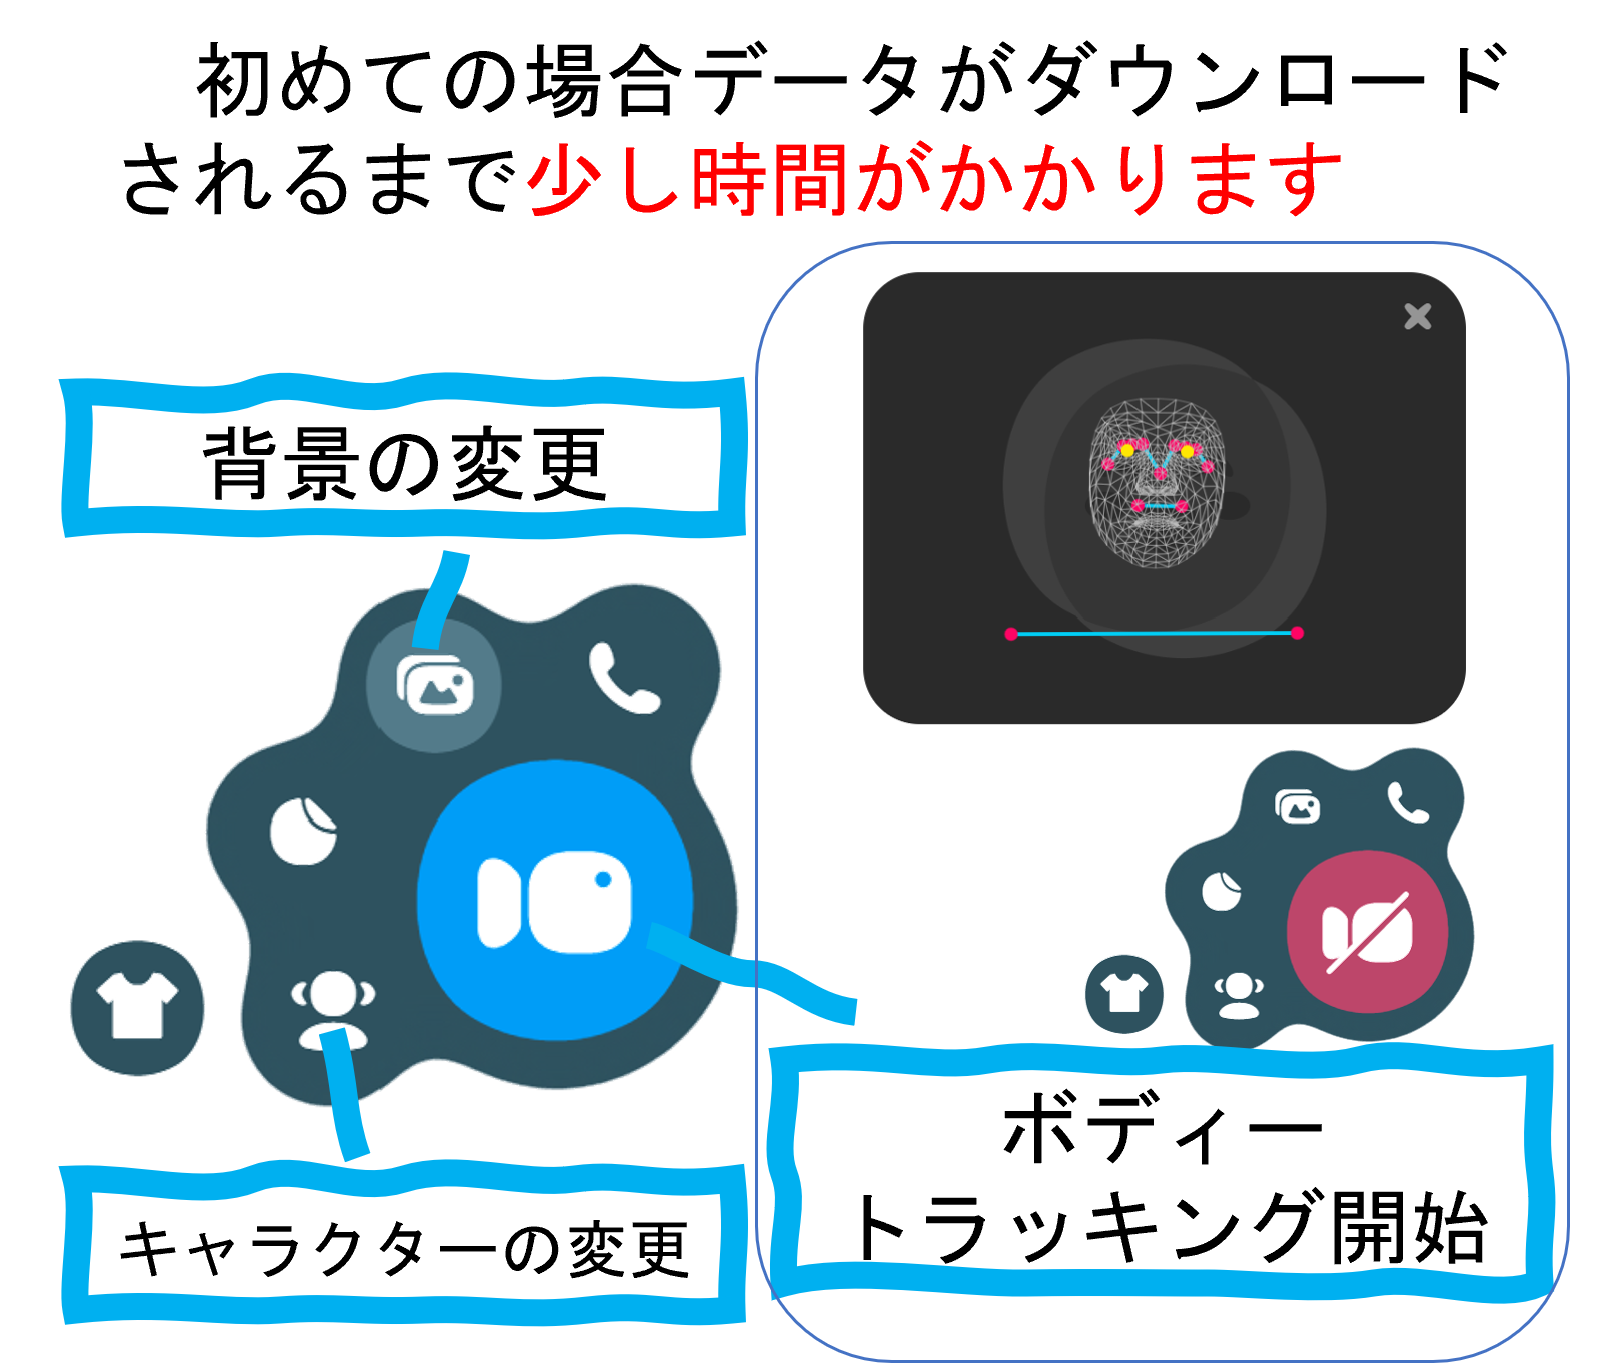 初めての場合データがダウンロード
されるまで少し時間がかかります
背景の変更
キャラクターの変更
ボディー
トラッキング開始